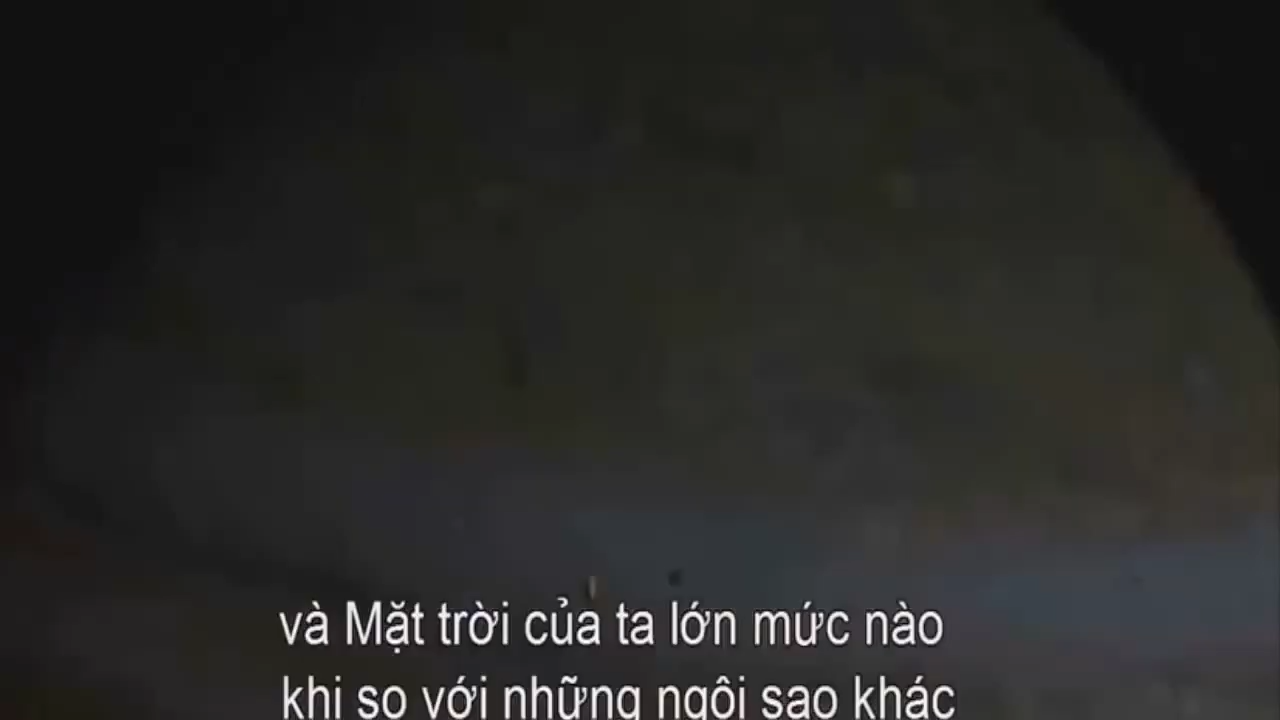 và Mặt trời của ta lớn mức nào
khi so với những ngôi sao khác